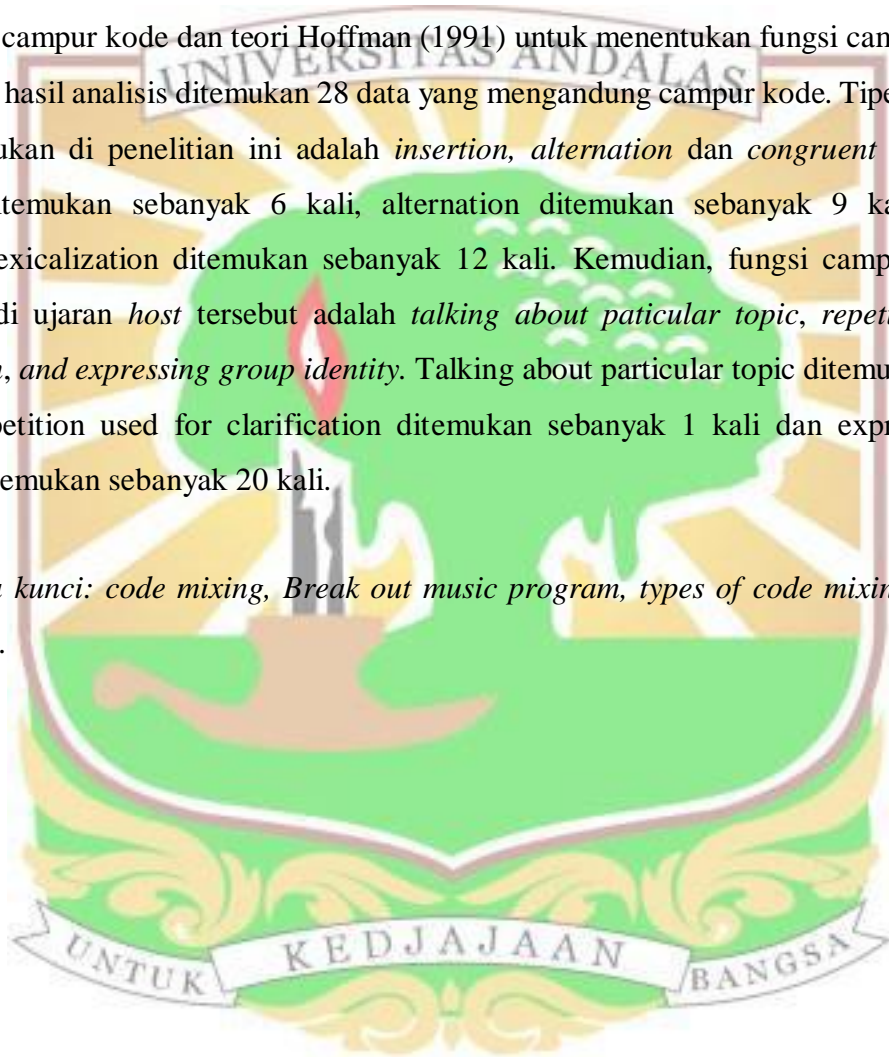 campur kode dan teori Hoffman (1991) untuk menentukan fungsi cam
UNIVERSITAS ANDALAS
hasil analisis ditemukan 28 data yang mengandung campur kode. Tipe
ukan di penelitian ini adalah insertion, alternation dan congruent
temukan sebanyak 6 kali, alternation ditemukan sebanyak 9 ka
exicalization ditemukan sebanyak 12 kali. Kemudian, fungsi camp
di ujaran host tersebut adalah talking about paticular topic, repeti
, and expressing group identity. Talking about particular topic ditemu
petition used for clarification ditemukan sebanyak 1 kali dan expr
temukan sebanyak 20 kali.
kunci: code mixing, Break out music program, types of code mixin
.
UNTUK KEDJAJAAN BANGSA